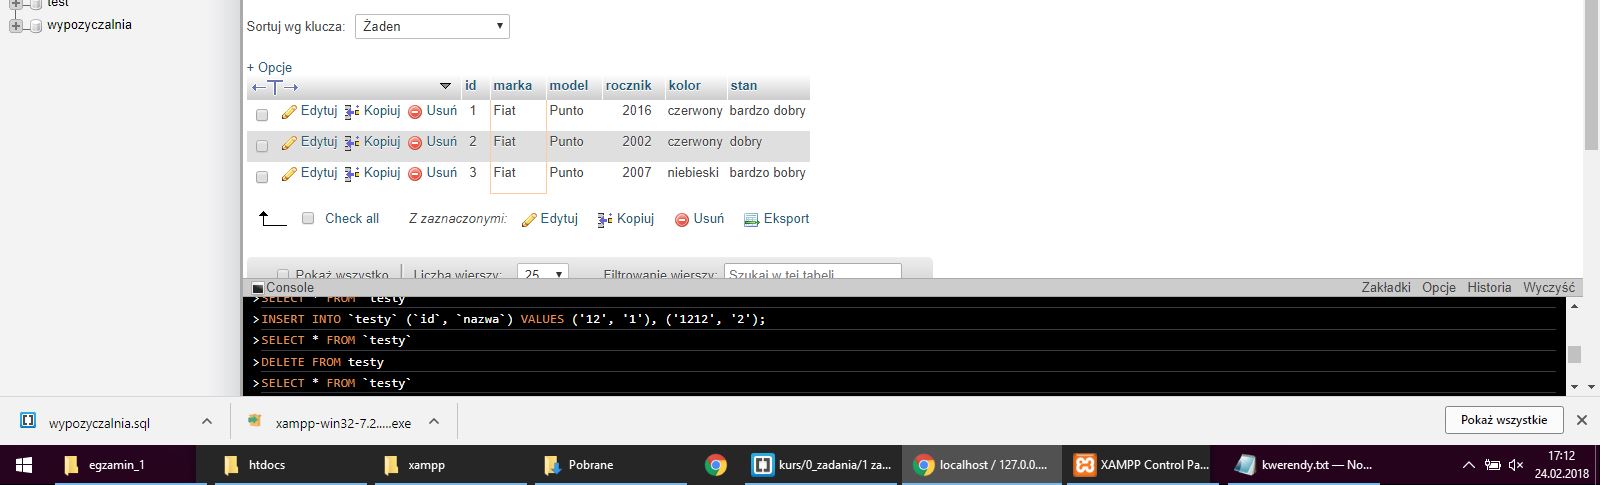 test
wypozyczalnia
Sortuj wg klucza: Żaden
+ Opcje
id marka model rocznik kolor stan
Edytuj Kopiuj Usuń 1 Fiat Punto 2016 czerwony bardzo dobry
Edytuj Kopiuj Usuń 2 Fiat Punto 2002 czerwony dobry
Edytuj Kopiuj Usuń 3 Fiat Punto 2007 niebieski bardzo bobry
Check all Z zaznaczonymi: Edytuj Kopiuj Usuń Eksport
Pokaż wszystko Liczba wierszy: 25 Filtrowanie wierszy: Szukaj w tej tabeli
Console Zakładki Opcje Historia Wyczyść
>SELECT * FROM `testy`
>INSERT INTO `testy` (`id`, `nazwa`) VALUES ('12', '1'), ('1212', '2');
>SELECT * FROM `testy`
>DELETE FROM testy
>SELECT * FROM `testy`
wypozyczalnia.sql xampp-win32-7.2.....exe Pokaż wszystkie
egzamin_1 htdocs xampp Pobrane kurs/0_zadania/1 za... localhost / 127.0.0.... XAMPP Control Pa... kwerendy.txt — No... 17:12
24.02.2018